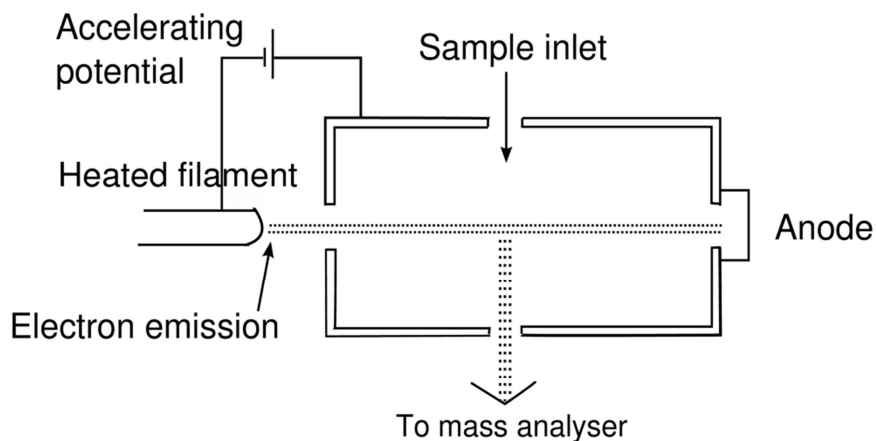 Accelerating
potential
Sample inlet
Heated filament
Anode
Electron emission
To mass analyser